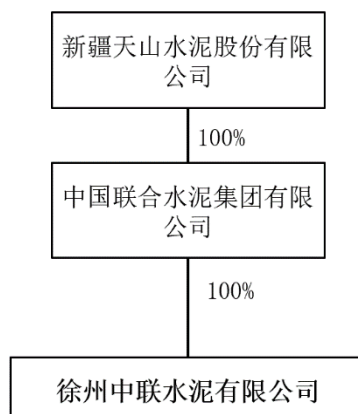 新疆天山水泥股份有限
公司
100%
中国联合水泥集团有限
公司
100%
徐州中联水泥有限公司